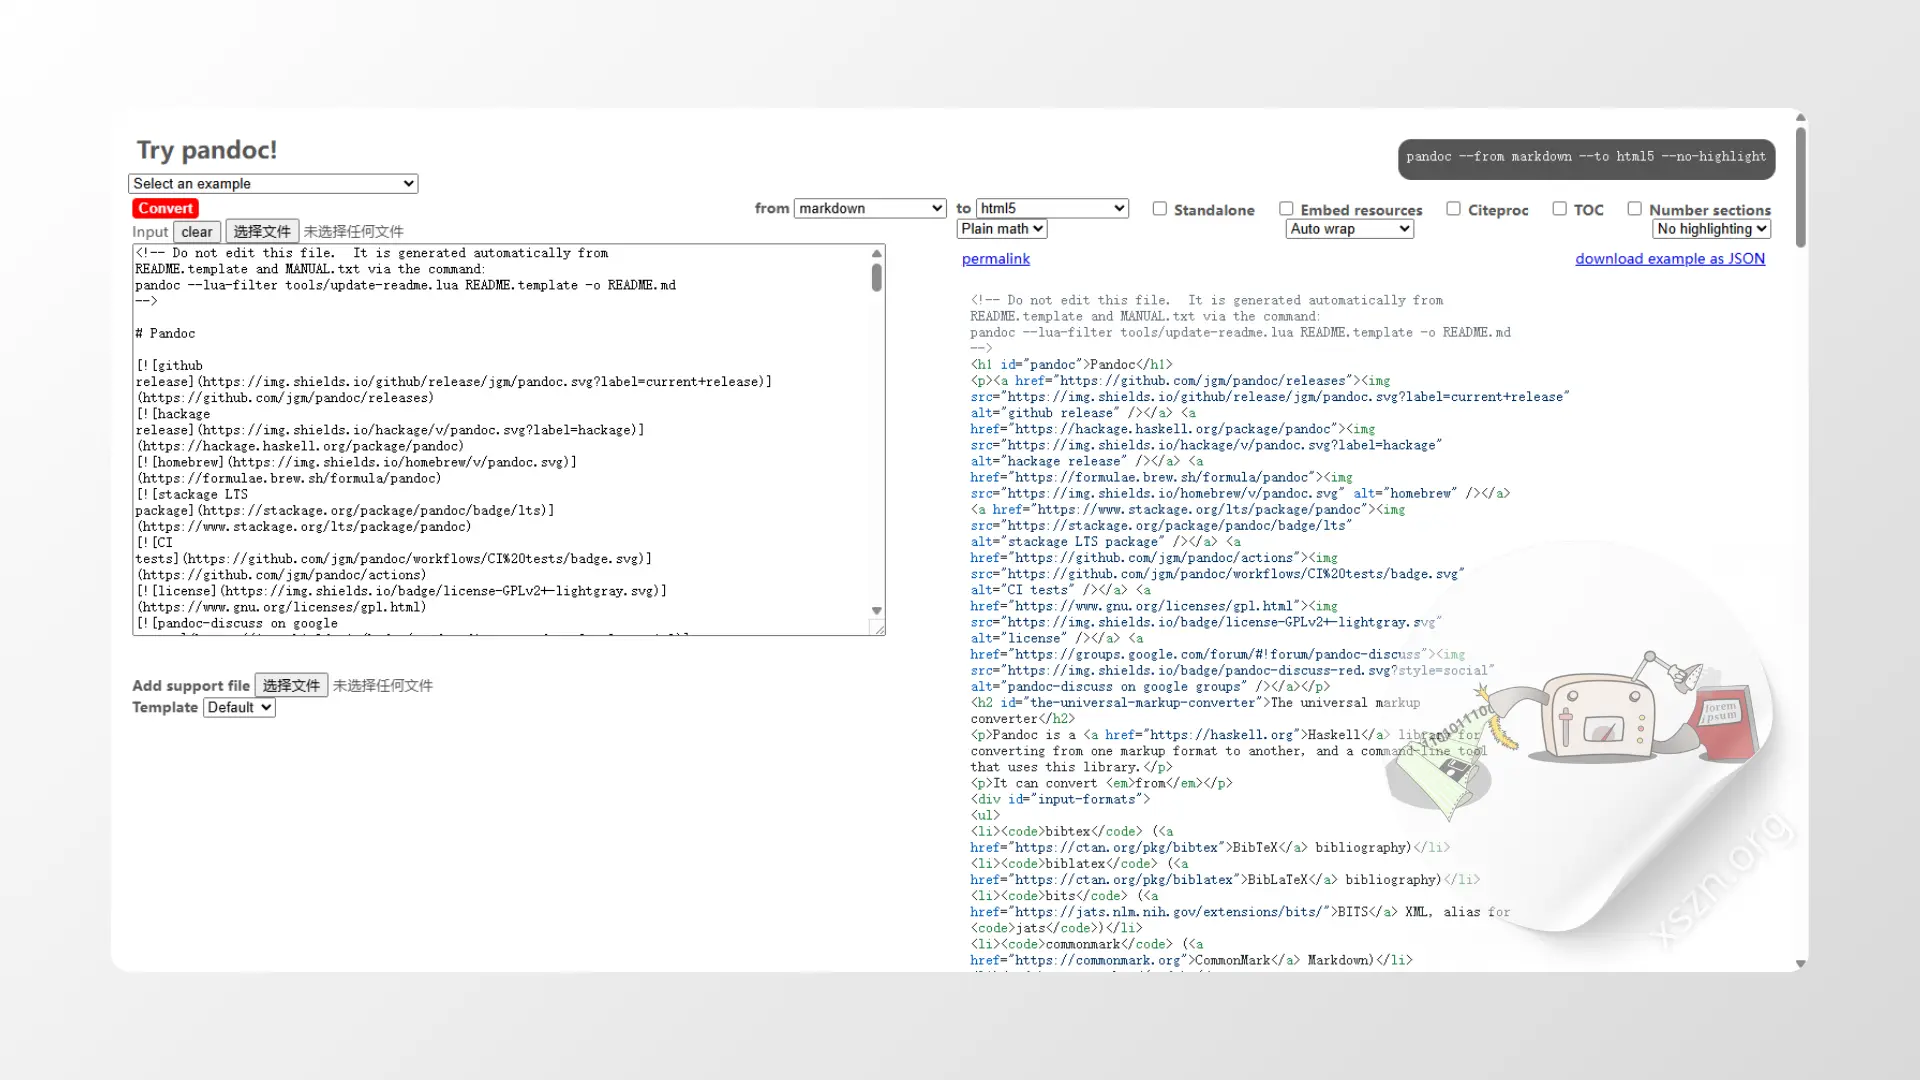 Try pandoc!
pandoc --from markdown --to html5 --no-highlight
Select an example
Convert
from markdown to html5 Standalone Embed resources Citeproc TOC Number sections
Input clear 选择文件 未选择任何文件
Plain math Auto wrap No highlighting
permalink download example as JSON
<!-- Do not edit this file.  It is generated automatically from
README.template and MANUAL.txt via the command:
pandoc --lua-filter tools/update-readme.lua README.template -o README.md
-->
# Pandoc
[![github
release](https://img.shields.io/github/release/jgm/pandoc.svg?label=current+release)]
(https://github.com/jgm/pandoc/releases)
[![hackage
release](https://img.shields.io/hackage/v/pandoc.svg?label=hackage)]
(https://hackage.haskell.org/package/pandoc)
[![homebrew](https://img.shields.io/homebrew/v/pandoc.svg)]
(https://formulae.brew.sh/formula/pandoc)
[![stackage LTS
package](https://stackage.org/package/pandoc/badge/lts)]
(https://www.stackage.org/lts/package/pandoc)
[![CI
tests](https://github.com/jgm/pandoc/workflows/CI%20tests/badge.svg)]
(https://github.com/jgm/pandoc/actions)
[![license](https://img.shields.io/badge/license-GPLv2+-lightgray.svg)]
(https://www.gnu.org/licenses/gpl.html)
[![pandoc-discuss on google
Add support file 选择文件 未选择任何文件
Template Default
<!-- Do not edit this file.  It is generated automatically from
README.template and MANUAL.txt via the command:
pandoc --lua-filter tools/update-readme.lua README.template -o README.md
-->
<h1 id="pandoc">Pandoc</h1>
<p><a href="https://github.com/jgm/pandoc/releases"><img
src="https://img.shields.io/github/release/jgm/pandoc.svg?label=current+release"
alt="github release" /></a> <a
href="https://hackage.haskell.org/package/pandoc"><img
src="https://img.shields.io/hackage/v/pandoc.svg?label=hackage"
alt="hackage release" /></a> <a
href="https://formulae.brew.sh/formula/pandoc"><img
src="https://img.shields.io/homebrew/v/pandoc.svg" alt="homebrew" /></a>
<a href="https://www.stackage.org/lts/package/pandoc"><img
src="https://stackage.org/package/pandoc/badge/lts"
alt="stackage LTS package" /></a> <a
href="https://github.com/jgm/pandoc/actions"><img
src="https://github.com/jgm/pandoc/workflows/CI%20tests/badge.svg"
alt="CI tests" /></a> <a
href="https://www.gnu.org/licenses/gpl.html"><img
src="https://img.shields.io/badge/license-GPLv2+-lightgray.svg"
alt="license" /></a> <a
href="https://groups.google.com/forum/#!forum/pandoc-discuss"><img
src="https://img.shields.io/badge/pandoc-discuss-red.svg?style=social"
alt="pandoc-discuss on google groups" /></a></p>
<h2 id="the-universal-markup-converter">The universal markup
converter</h2>
<p>Pandoc is a <a href="https://haskell.org">Haskell</a> library for
converting from one markup format to another, and a command-line tool
that uses this library.</p>
<p>It can convert <em>from</em></p>
<div id="input-formats">
<ul>
<li><code>bibtex</code> (<a
href="https://ctan.org/pkg/bibtex">BibTeX</a> bibliography)</li>
<li><code>biblatex</code> (<a
href="https://ctan.org/pkg/biblatex">BibLaTeX</a> bibliography)</li>
<li><code>bits</code> (<a
href="https://jats.nlm.nih.gov/extensions/bits/">BITS</a> XML, alias for
<code>jats</code>)</li>
<li><code>commonmark</code> (<a
href="https://commonmark.org">CommonMark</a> Markdown)</li>
lorem
ipsum
xszn.org